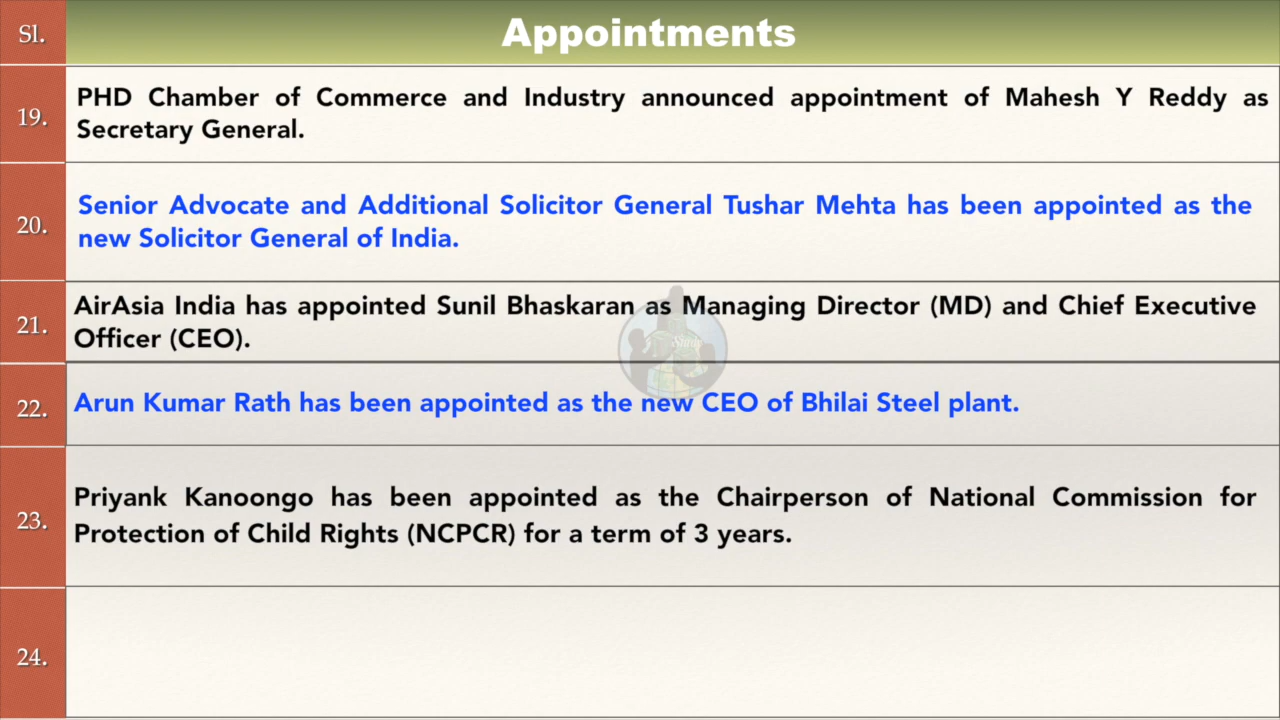 Sl.
Appointments
19.
PHD Chamber of Commerce and Industry announced appointment of Mahesh Y Reddy as
Secretary General.
20.
Senior Advocate and Additional Solicitor General Tushar Mehta has been appointed as the
new Solicitor General of India.
21.
AirAsia India has appointed Sunil Bhaskaran as Managing Director (MD) and Chief Executive
Officer (CEO).
Study
22.
Arun Kumar Rath has been appointed as the new CEO of Bhilai Steel plant.
23.
Priyank Kanoongo has been appointed as the Chairperson of National Commission for
Protection of Child Rights (NCPCR) for a term of 3 years.
24.